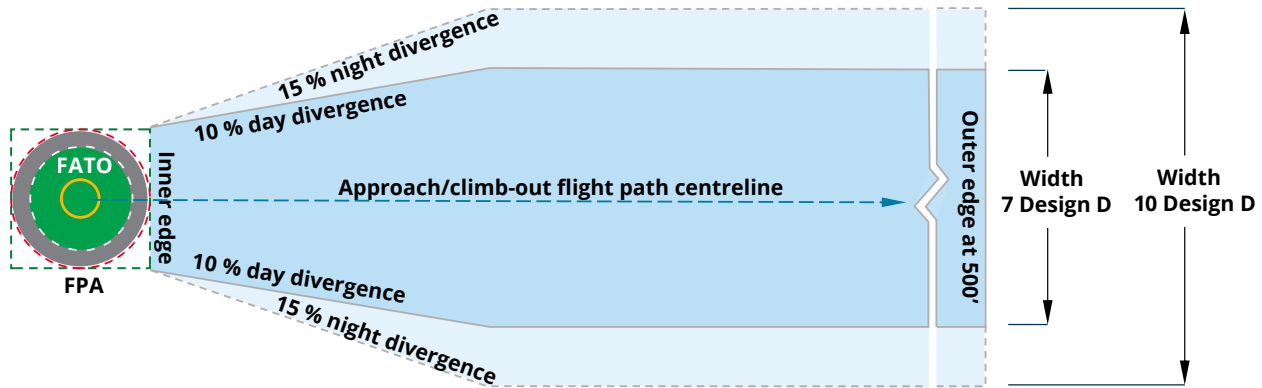 15 % night divergence
10 % day divergence
FATO
Inner edge
Approach/climb-out flight path centreline
Outer edge at 500’
Width
7 Design D
Width
10 Design D
FPA
10 % day divergence
15 % night divergence